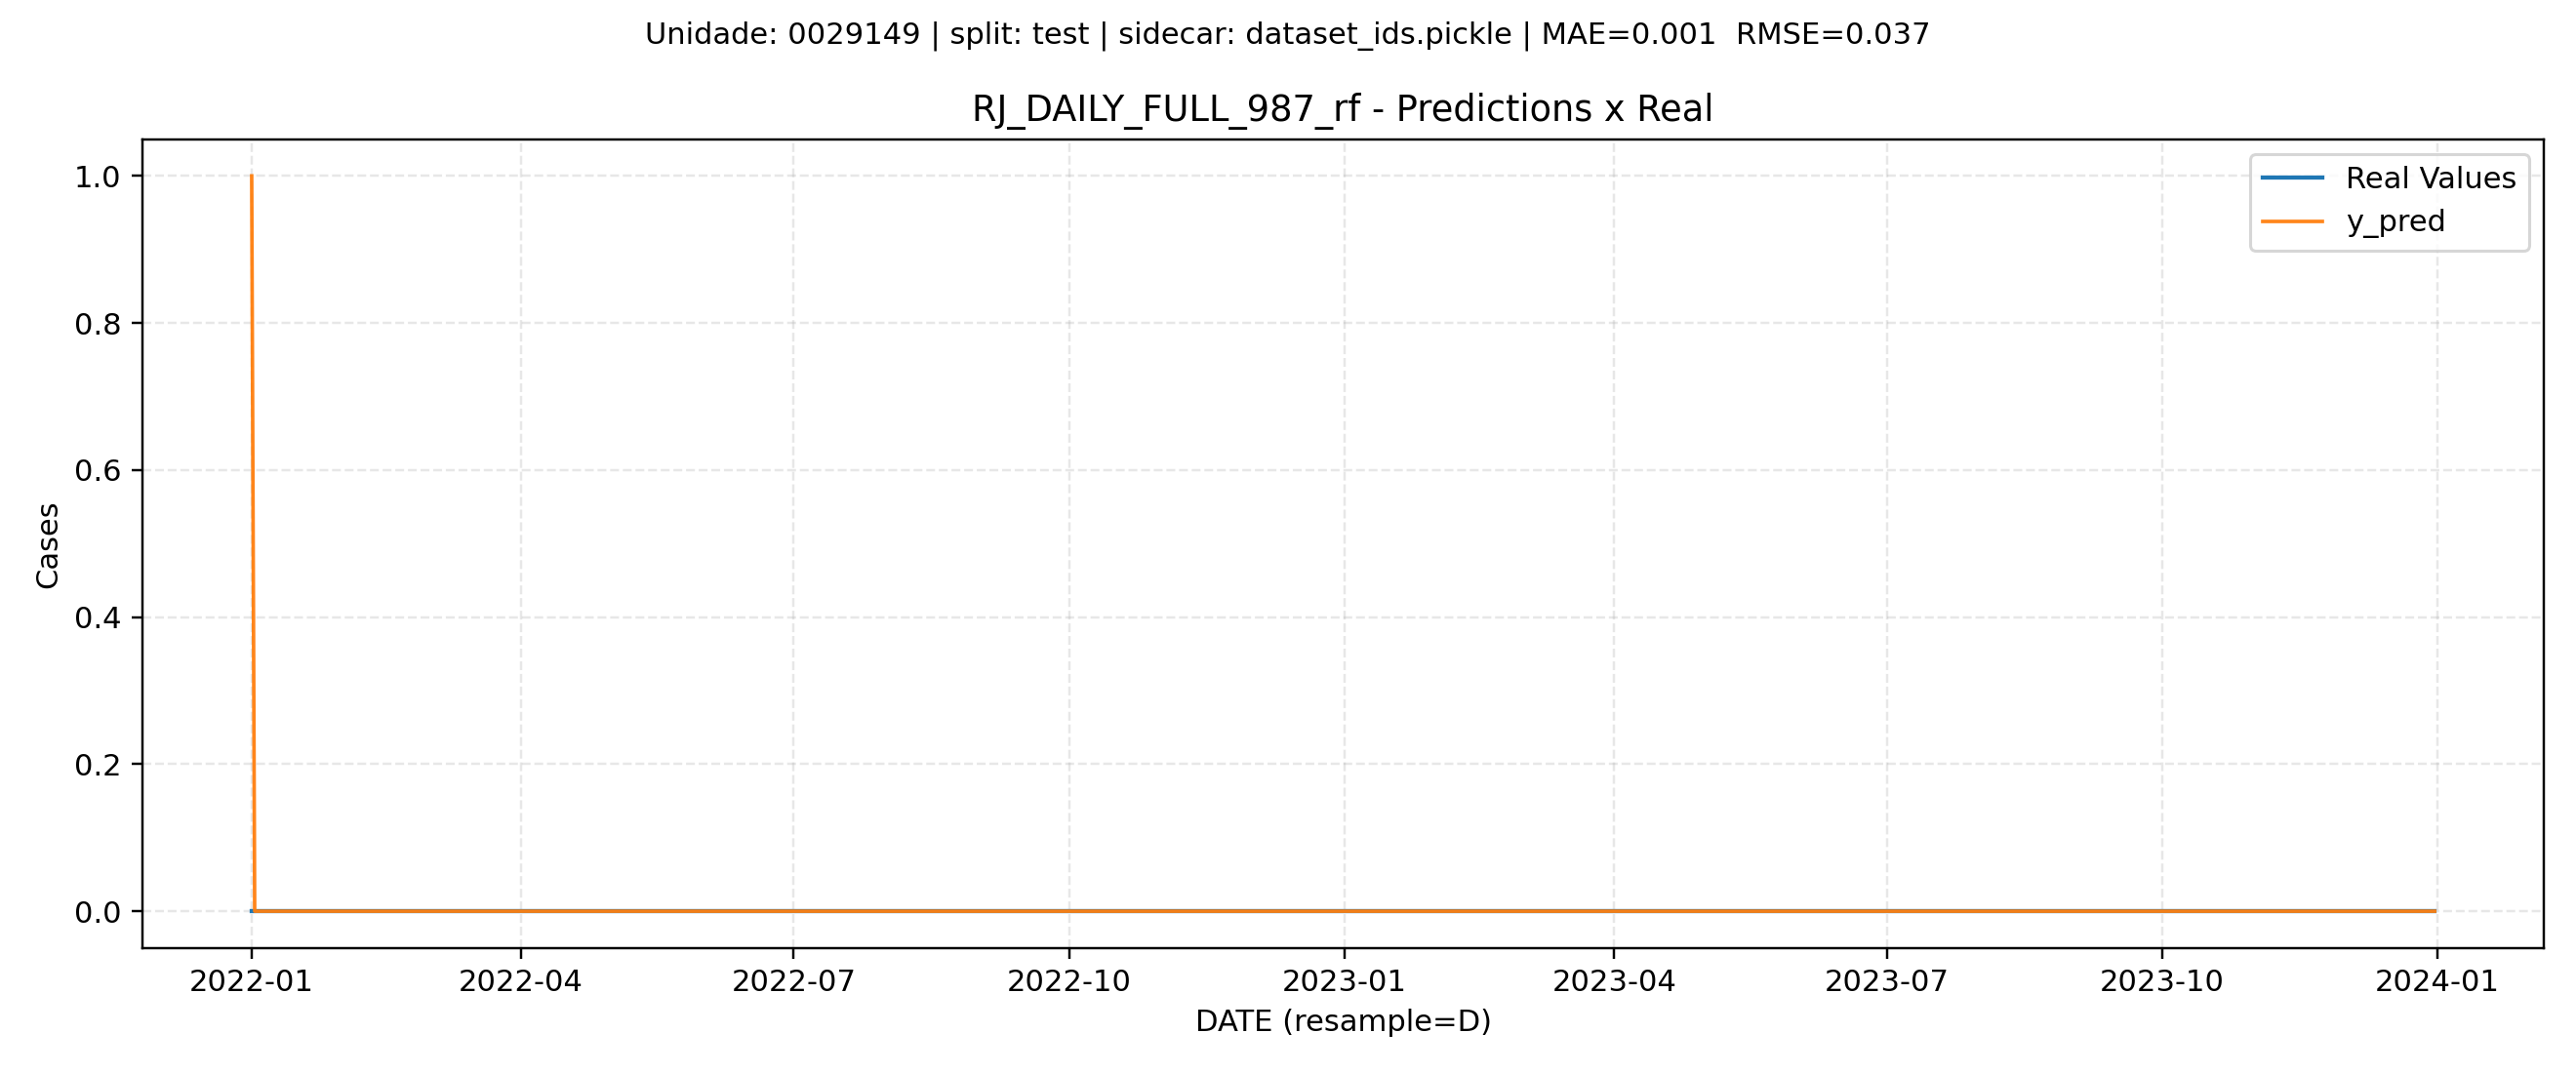 Unidade: 0029149 | split: test | sidecar: dataset_ids.pickle | MAE=0.001  RMSE=0.037
RJ_DAILY_FULL_987_rf - Predictions x Real
Real Values
y_pred
1.0
0.8
0.6
0.4
0.2
0.0
Cases
2022-01
2022-04
2022-07
2022-10
2023-01
2023-04
2023-07
2023-10
2024-01
DATE (resample=D)